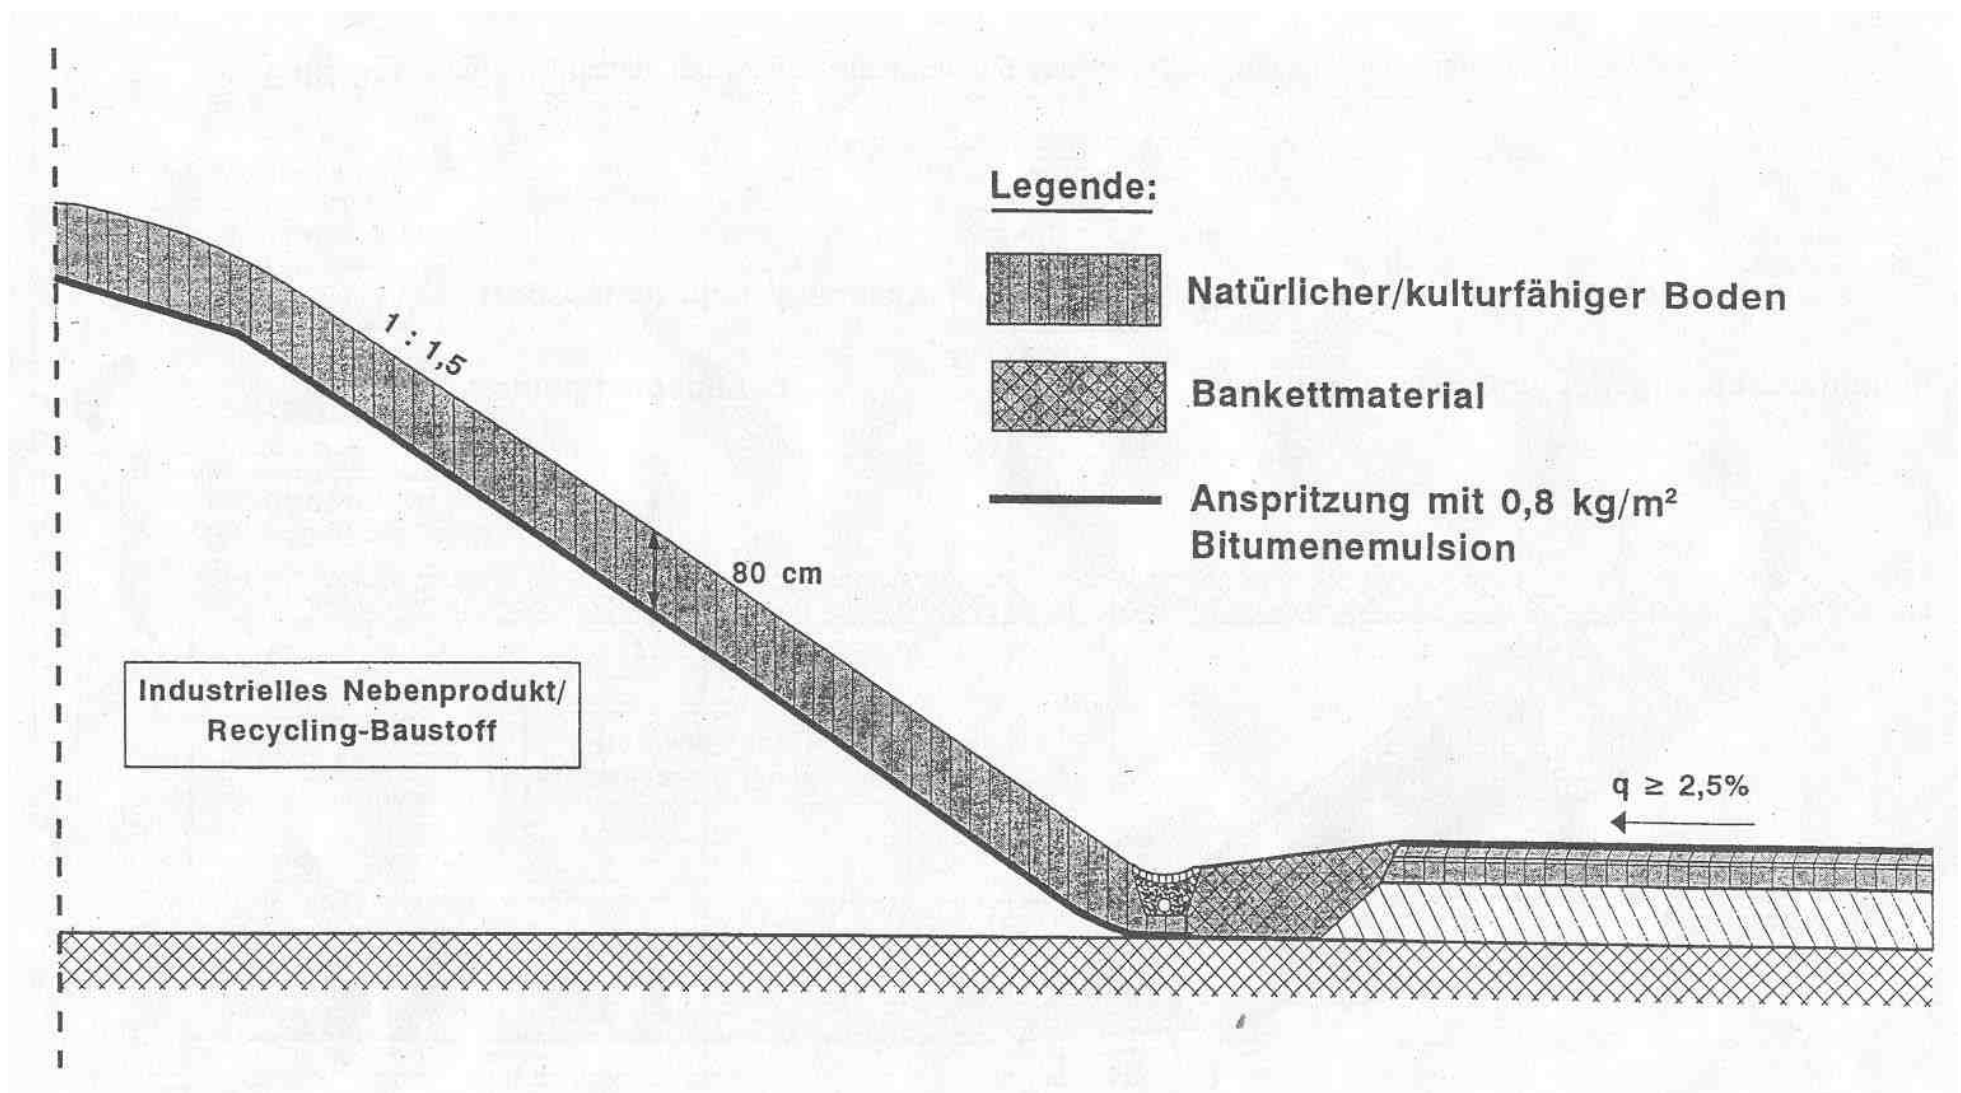 Legende:
Natürlicher/kulturfähiger Boden
1 : 1,5
Bankettmaterial
Anspritzung mit 0,8 kg/m²
Bitumenemulsion
80 cm
Industrielles Nebenprodukt/
Recycling-Baustoff
q ≥ 2,5%